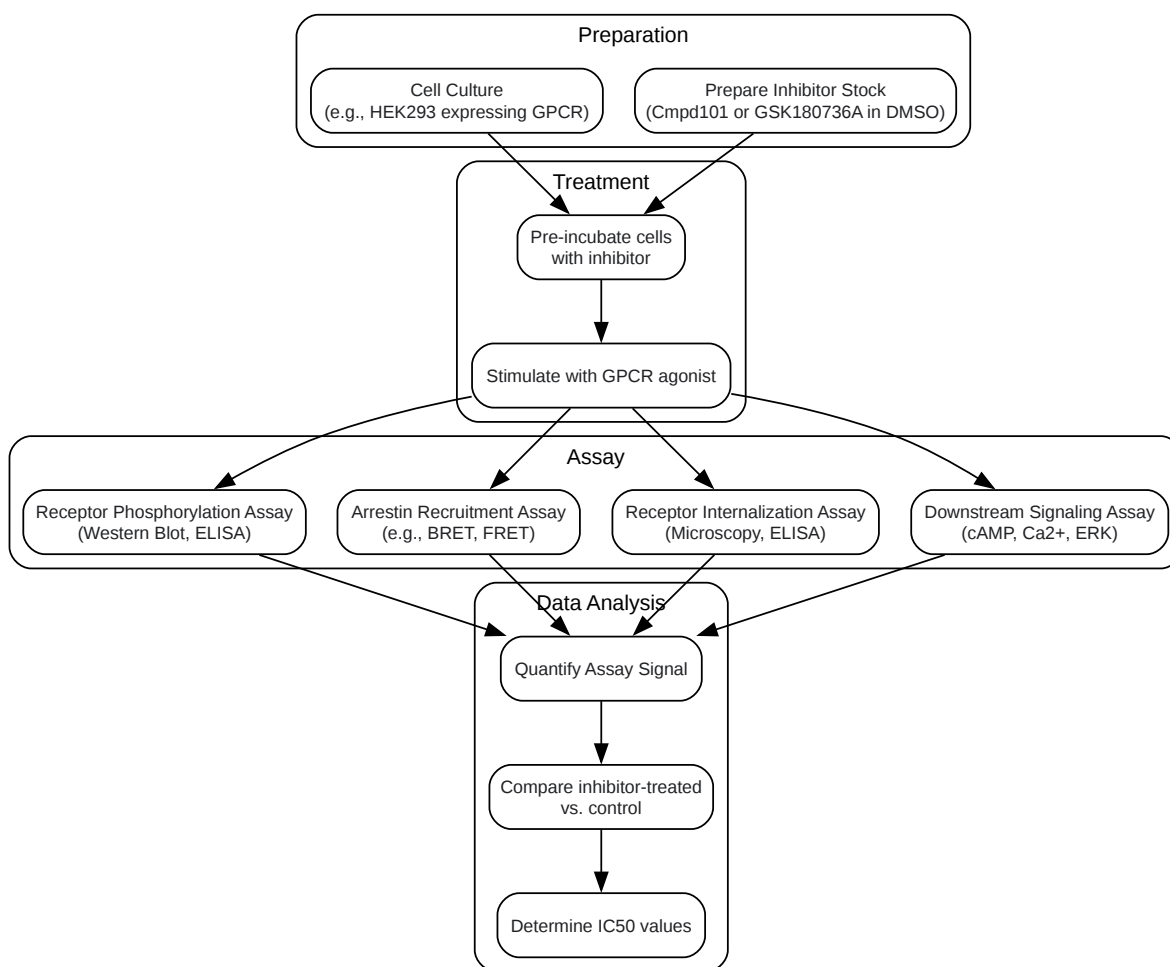 Preparation
Cell Culture
(e.g., HEK293 expressing GPCR)
Prepare Inhibitor Stock
(Cmpd101 or GSK180736A in DMSO)
Treatment
Pre-incubate cells
with inhibitor
Stimulate with GPCR agonist
Assay
Receptor Phosphorylation Assay
(Western Blot, ELISA)
Arrestin Recruitment Assay
(e.g., BRET, FRET)
Receptor Internalization Assay
(Microscopy, ELISA)
Downstream Signaling Assay
(cAMP, Ca2+, ERK)
Data Analysis
Quantify Assay Signal
Compare inhibitor-treated
vs. control
Determine IC50 values